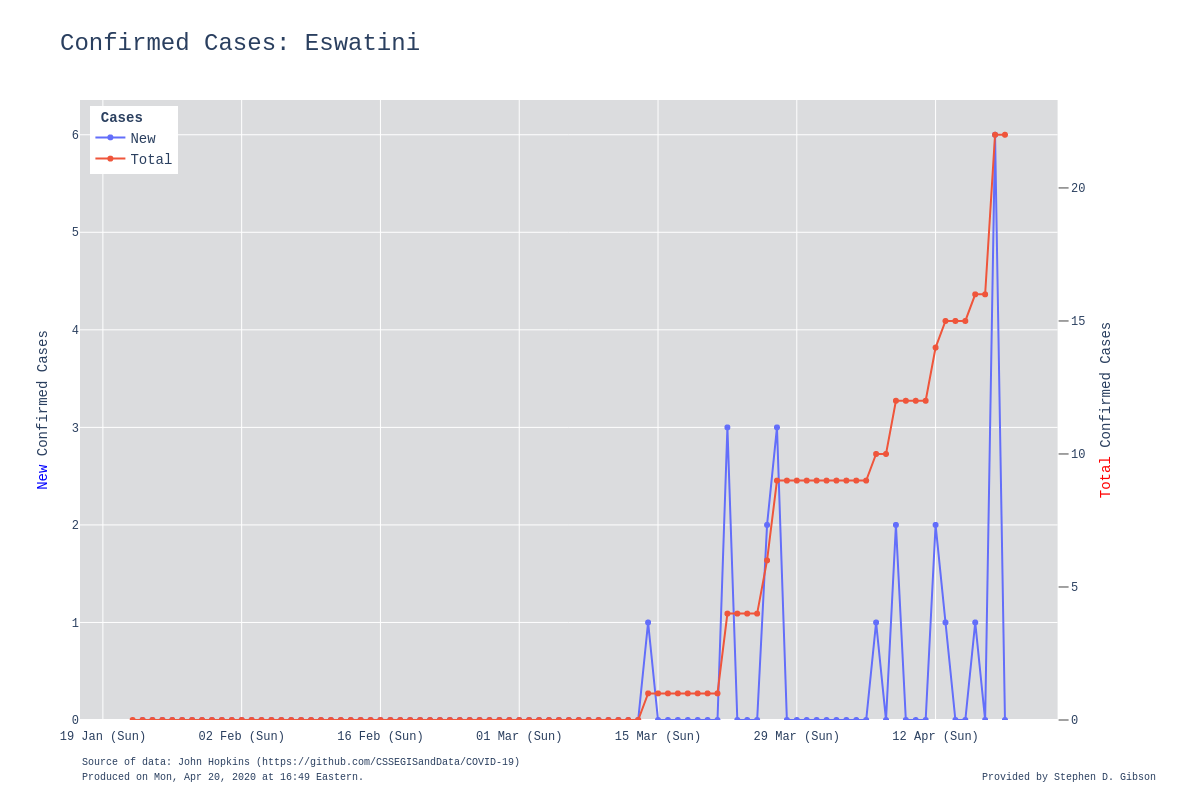 Confirmed Cases: Eswatini
Cases
New
Total
6
5
4
3
2
1
0
New Confirmed Cases
20
15
10
5
0
Total Confirmed Cases
19 Jan (Sun)
02 Feb (Sun)
16 Feb (Sun)
01 Mar (Sun)
15 Mar (Sun)
29 Mar (Sun)
12 Apr (Sun)
Source of data: John Hopkins (https://github.com/CSSEGISandData/COVID-19)
Produced on Mon, Apr 20, 2020 at 16:49 Eastern.
Provided by Stephen D. Gibson